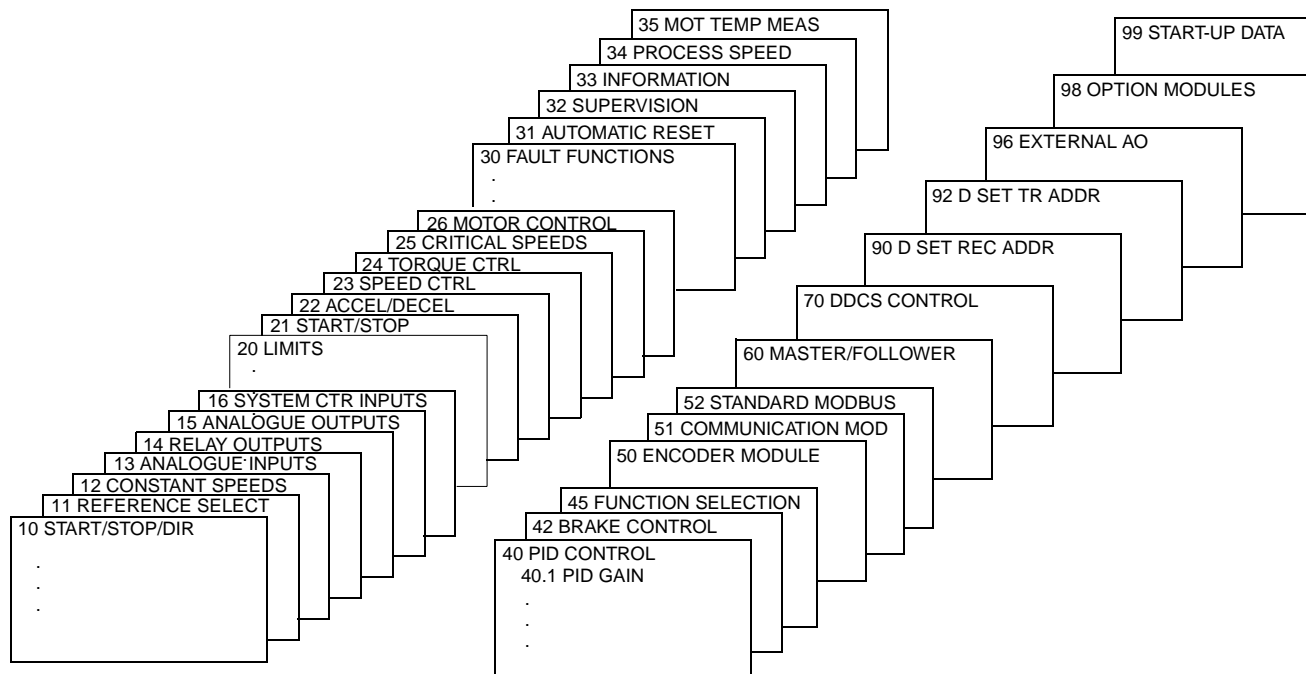 35 MOT TEMP MEAS
34 PROCESS SPEED
33 INFORMATION
32 SUPERVISION
31 AUTOMATIC RESET
30 FAULT FUNCTIONS
.
.
26 MOTOR CONTROL
25 CRITICAL SPEEDS
24 TORQUE CTRL
23 SPEED CTRL
22 ACCEL/DECEL
21 START/STOP
20 LIMITS
.
16 SYSTEM CTR INPUTS
15 ANALOGUE OUTPUTS
14 RELAY OUTPUTS
13 ANALOGUE INPUTS
12 CONSTANT SPEEDS
11 REFERENCE SELECT
10 START/STOP/DIR
.
.
.
99 START-UP DATA
98 OPTION MODULES
96 EXTERNAL AO
92 D SET TR ADDR
90 D SET REC ADDR
70 DDCS CONTROL
60 MASTER/FOLLOWER
52 STANDARD MODBUS
51 COMMUNICATION MOD
50 ENCODER MODULE
45 FUNCTION SELECTION
42 BRAKE CONTROL
40 PID CONTROL
40.1 PID GAIN
.
.
.